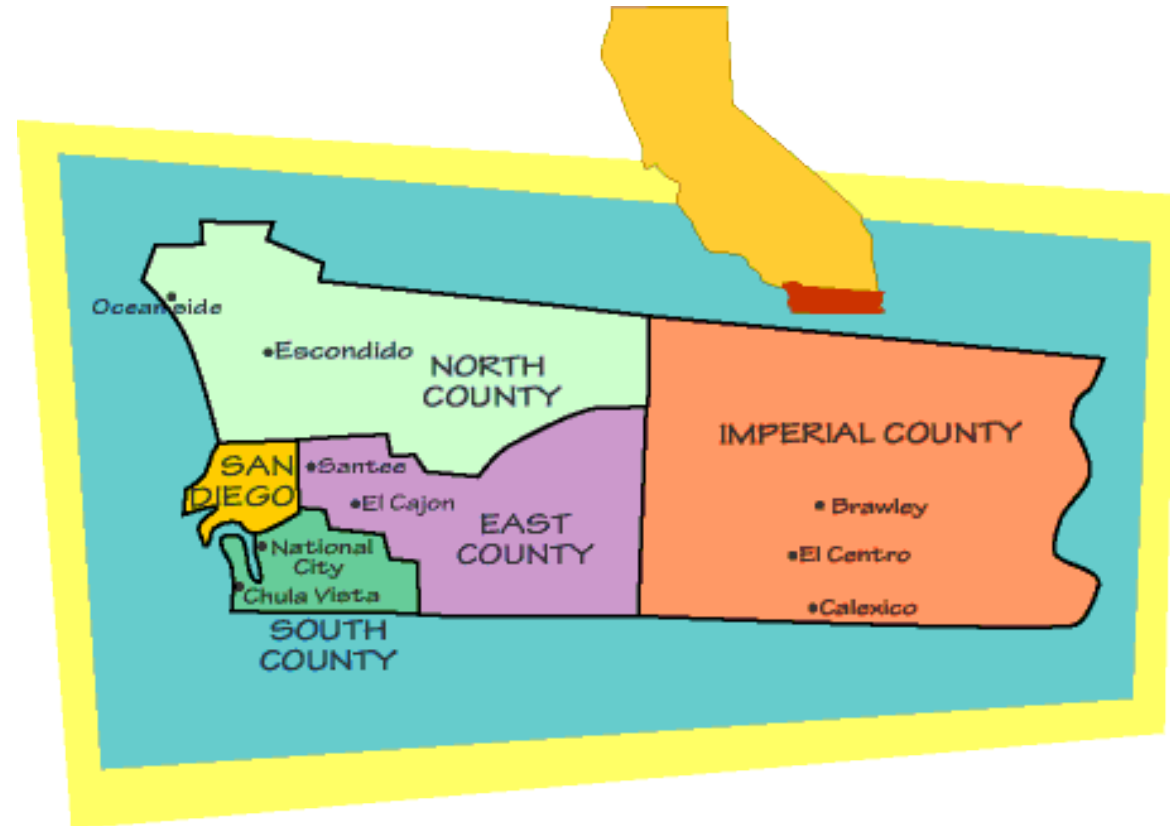 Oceanside
Escondido
NORTH
COUNTY
IMPERIAL COUNTY
SAN
DIEGO
Santee
El Cajon
EAST
COUNTY
Brawley
National
City
El Centro
Chula Vista
Calexico
SOUTH
COUNTY